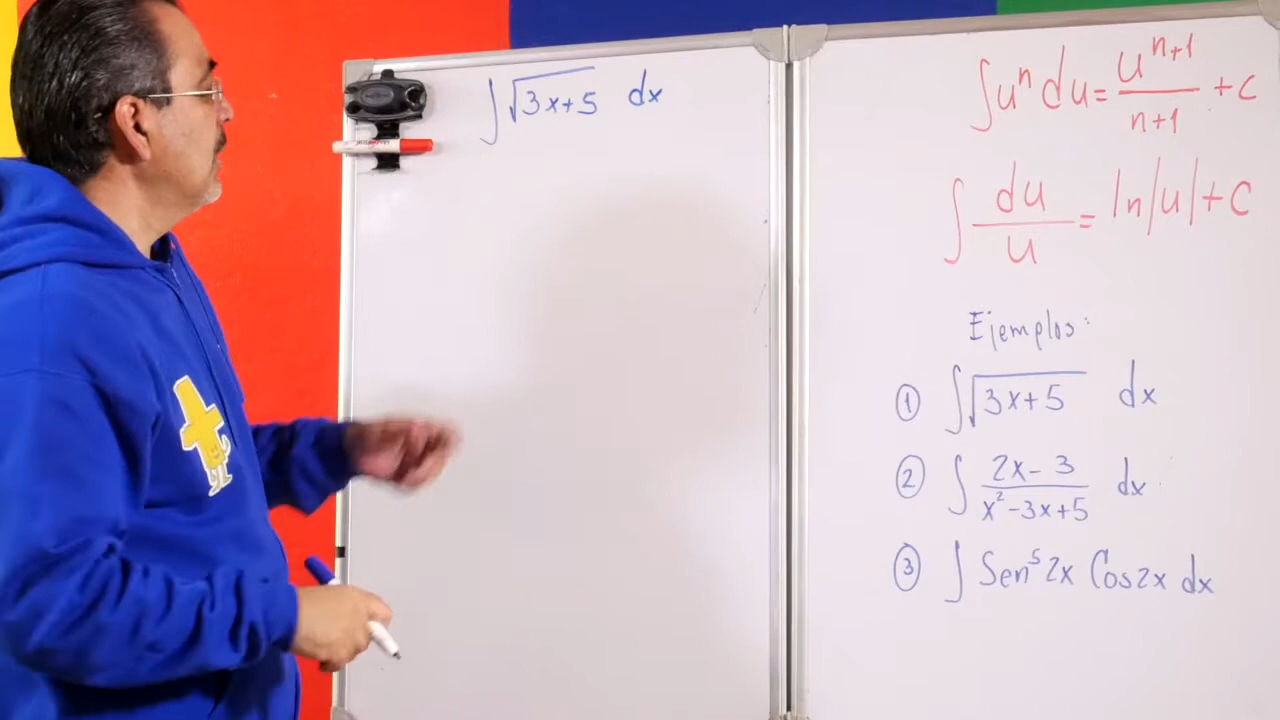 ∫ √(3x+5) dx
∫ uⁿ du = uⁿ⁺¹/(n+1) + c
∫ du/u = ln|u| + c
Ejemplos:
① ∫ √(3x+5) dx
② ∫ (2x-3)/(x²-3x+5) dx
③ ∫ Sen⁵2x Cos2x dx